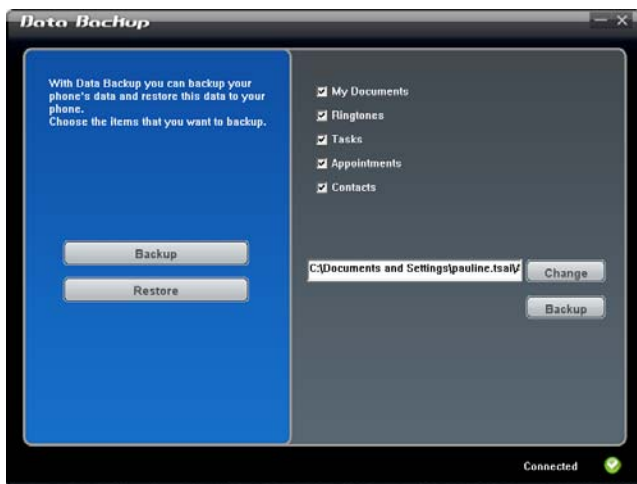 Data Backup
With Data Backup you can backup your
phone's data and restore this data to your
phone.
Choose the items that you want to backup.
Backup
Restore
My Documents
Ringtones
Tasks
Appointments
Contacts
C:\Documents and Settings\pauline.tsai\
Change
Backup
Connected